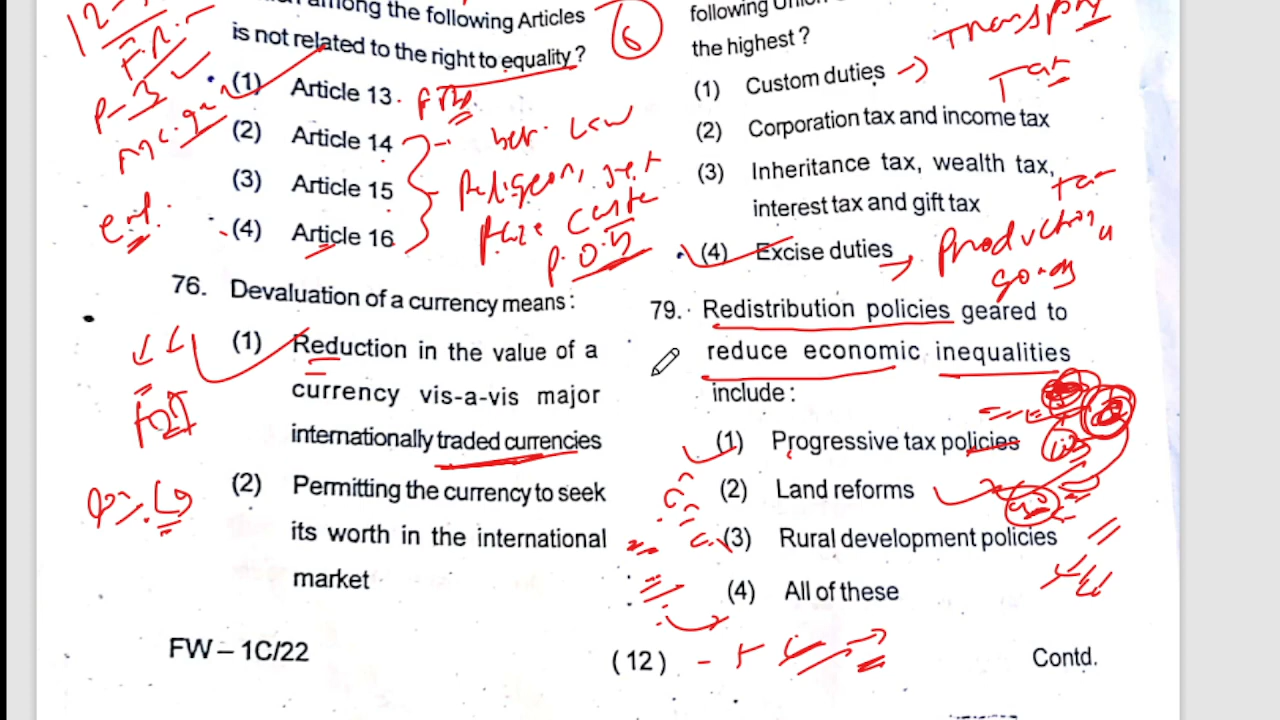 among the following Articles
is not related to the right to equality ?
(1) Article 13
(2) Article 14
(3) Article 15
(4) Article 16
76. Devaluation of a currency means :
(1) Reduction in the value of a
currency vis-a-vis major
internationally traded currencies
(2) Permitting the currency to seek
its worth in the international
market
FW – 1C/22
6
Law
caste
following Union
the highest ?
(1) Custom duties
(2) Corporation tax and income tax
(3) Inheritance tax, wealth tax,
interest tax and gift tax
(4) Excise duties
Tax
79. Redistribution policies geared to
reduce economic inequalities
include :
(1) Progressive tax policies
(2) Land reforms
(3) Rural development policies
(4) All of these
(12)
Contd.